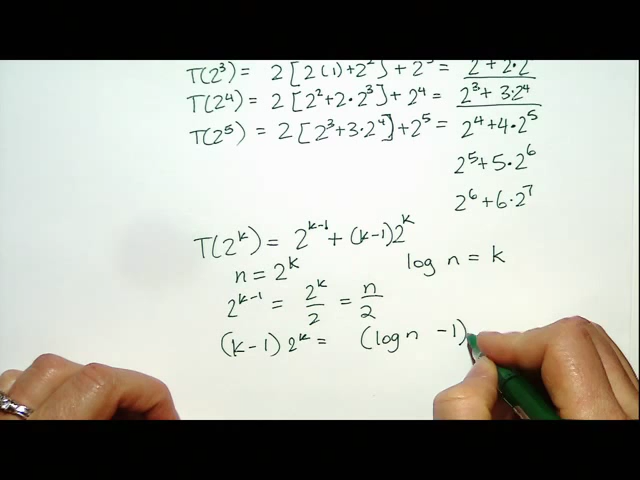 T(2³) = 2[2(1)+2²]+2³ = 2²+2·2³
T(2⁴) = 2[2²+2·2³]+2⁴ = 2³+3·2⁴
T(2⁵) = 2[2³+3·2⁴]+2⁵ = 2⁴+4·2⁵
2⁵+5·2⁶
2⁶+6·2⁷
T(2ᵏ) = 2ᵏ⁻¹+(k-1)2ᵏ
n = 2ᵏ log n = k
2ᵏ⁻¹ = 2ᵏ/2 = n/2
(k-1)2ᵏ = (log n -1)